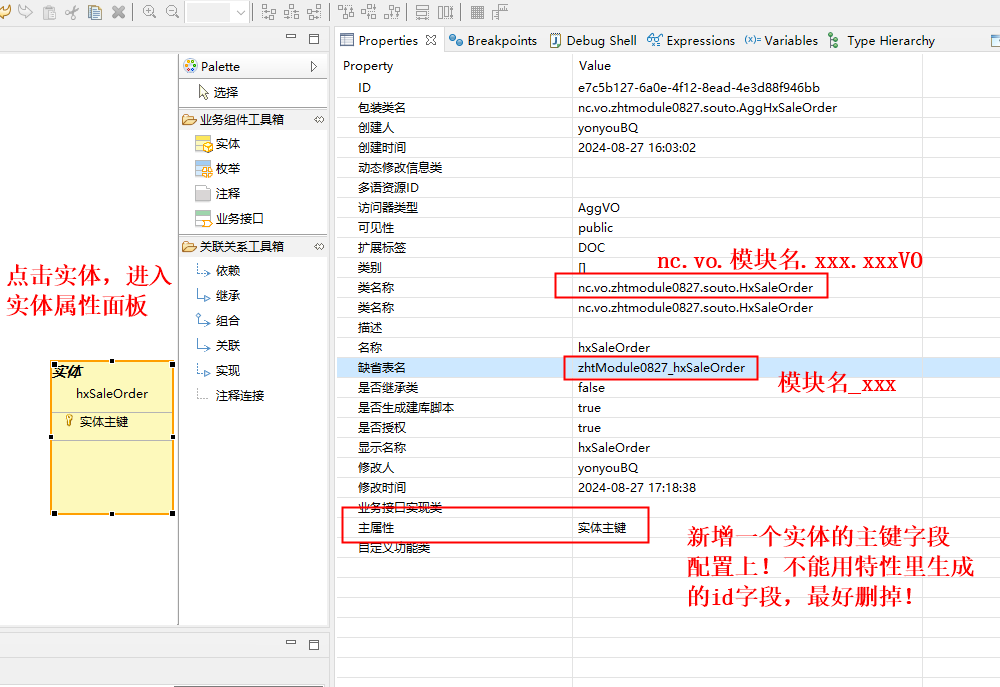 Properties
Breakpoints
Debug Shell
Expressions
(x)= Variables
Type Hierarchy
Palette
选择
业务组件工具箱
实体
枚举
注释
业务接口
关联关系工具箱
依赖
继承
组合
关联
实现
注释连接
点击实体，进入
实体属性面板
实体
hxSaleOrder
实体主键
Property Value
ID e7c5b127-6a0e-4f12-8ead-4e3d88f946bb
包装类名 nc.vo.zhtmodule0827.souto.AggHxSaleOrder
创建人 yonyouBQ
创建时间 2024-08-27 16:03:02
动态修改信息类
多语资源ID
访问器类型 AggVO
可见性 public
扩展标签 DOC
类别 []
nc.vo.模块名.xxx.xxxVO
类名称 nc.vo.zhtmodule0827.souto.HxSaleOrder
类名称 nc.vo.zhtmodule0827.souto.HxSaleOrder
描述
名称 hxSaleOrder
缺省表名 zhtModule0827_hxSaleOrder
模块名_xxx
是否继承类 false
是否生成建库脚本 true
是否授权 true
显示名称 hxSaleOrder
修改人 yonyouBQ
修改时间 2024-08-27 17:18:38
业务接口实现类
主属性 实体主键
自定义功能类
新增一个实体的主键字段
配置上！不能用特性里生成
的id字段，最好删掉！